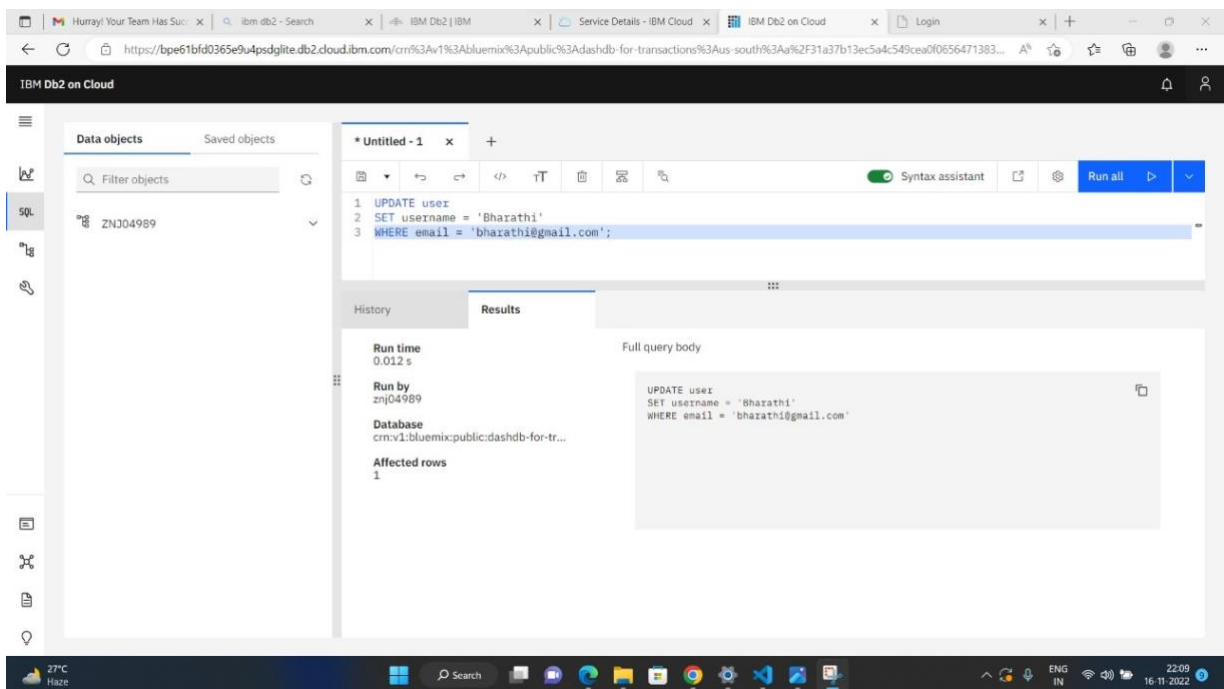 Hurray! Your Team Has Suc
ibm db2 - Search
IBM Db2 | IBM
Service Details - IBM Cloud
IBM Db2 on Cloud
Login
https://bpe61bfd0365e9u4psdglite.db2.cloud.ibm.com/crn%3Av1%3Abluemix%3Apublic%3Adashdb-for-transactions%3Aus-south%3Aa%2F31a37b13ec5a4c549cea0f0656471383...
IBM Db2 on Cloud
Data objects
Saved objects
* Untitled - 1
Filter objects
Syntax assistant
Run all
SQL
ZNJ04989
1 UPDATE user
2 SET username = 'Bharathi'
3 WHERE email = 'bharathi@gmail.com';
History
Results
Run time
0.012 s
Run by
znj04989
Database
crn:v1:bluemix:public:dashdb-for-tr...
Affected rows
1
Full query body
UPDATE user
SET username = 'Bharathi'
WHERE email = 'bharathi@gmail.com'
27°C
Haze
Search
ENG
IN
22:09
16-11-2022
9